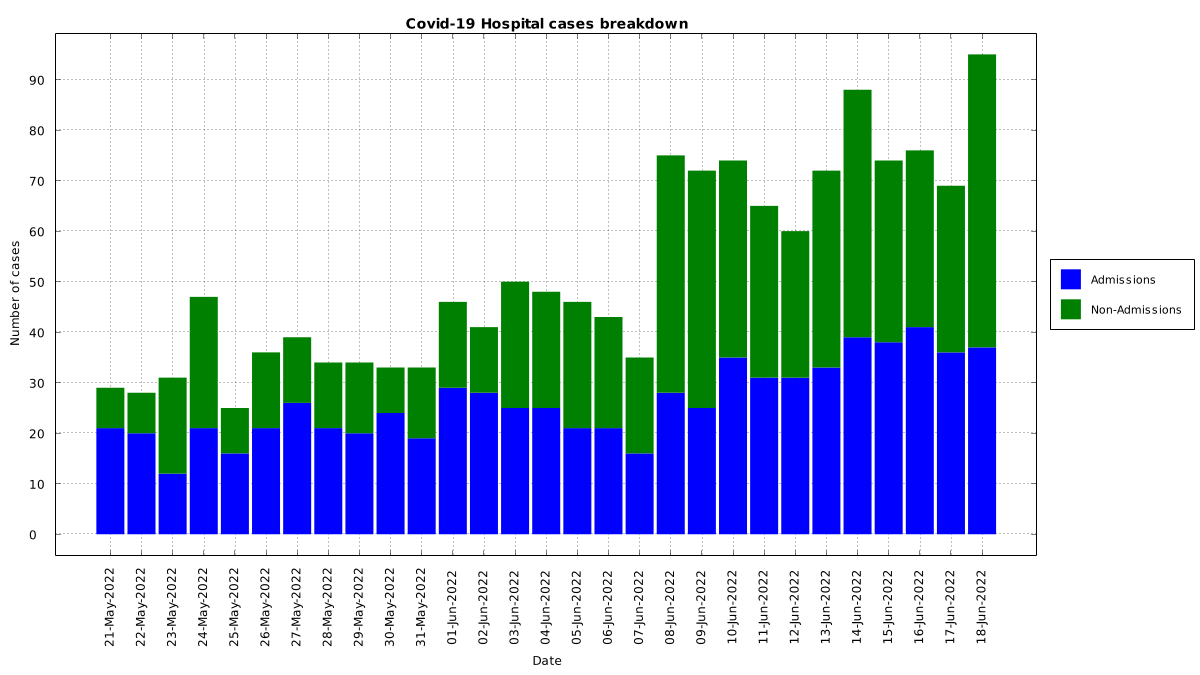 Covid-19 Hospital cases breakdown
Number of cases
90
80
70
60
50
40
30
20
10
0
21-May-2022
22-May-2022
23-May-2022
24-May-2022
25-May-2022
26-May-2022
27-May-2022
28-May-2022
29-May-2022
30-May-2022
31-May-2022
01-Jun-2022
02-Jun-2022
03-Jun-2022
04-Jun-2022
05-Jun-2022
06-Jun-2022
07-Jun-2022
08-Jun-2022
09-Jun-2022
10-Jun-2022
11-Jun-2022
12-Jun-2022
13-Jun-2022
14-Jun-2022
15-Jun-2022
16-Jun-2022
17-Jun-2022
18-Jun-2022
Date
Admissions
Non-Admissions